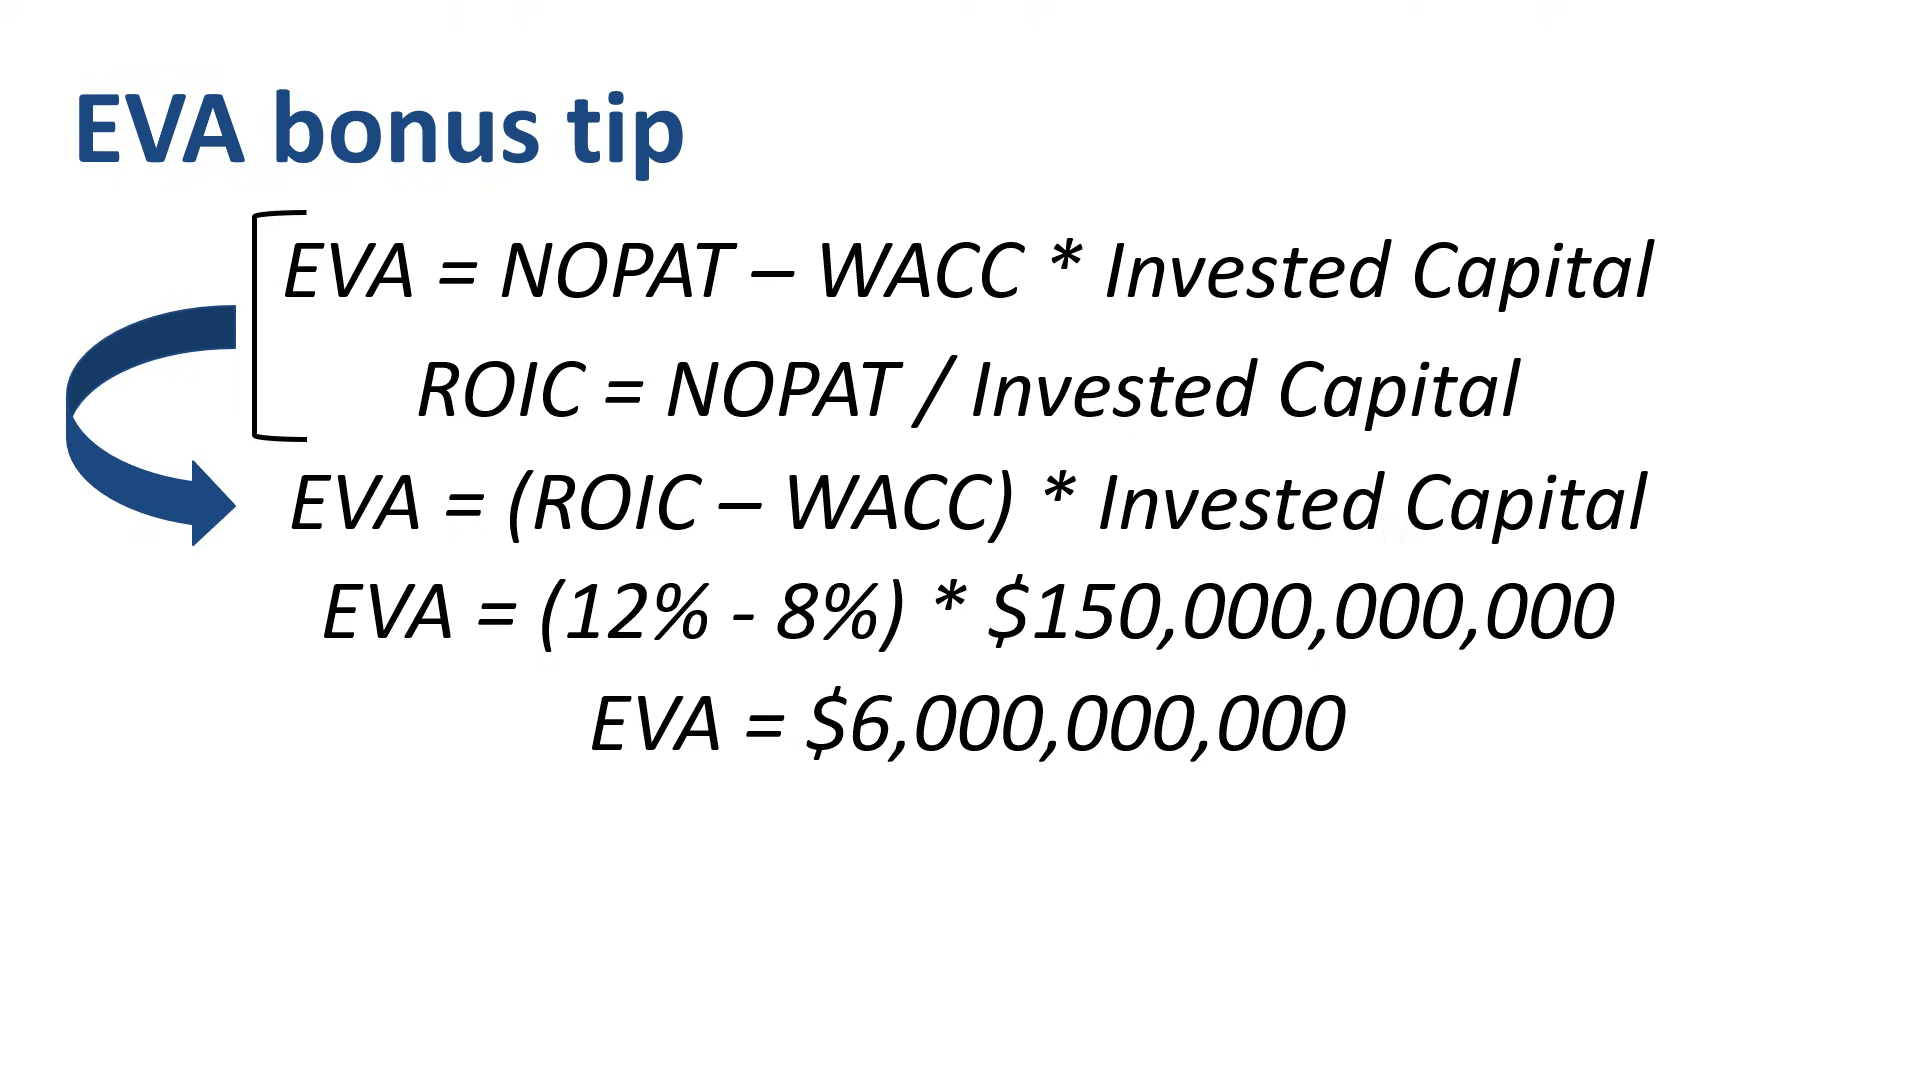 EVA bonus tip
EVA = NOPAT – WACC * Invested Capital
ROIC = NOPAT / Invested Capital
EVA = (ROIC – WACC) * Invested Capital
EVA = (12% - 8%) * $150,000,000,000
EVA = $6,000,000,000